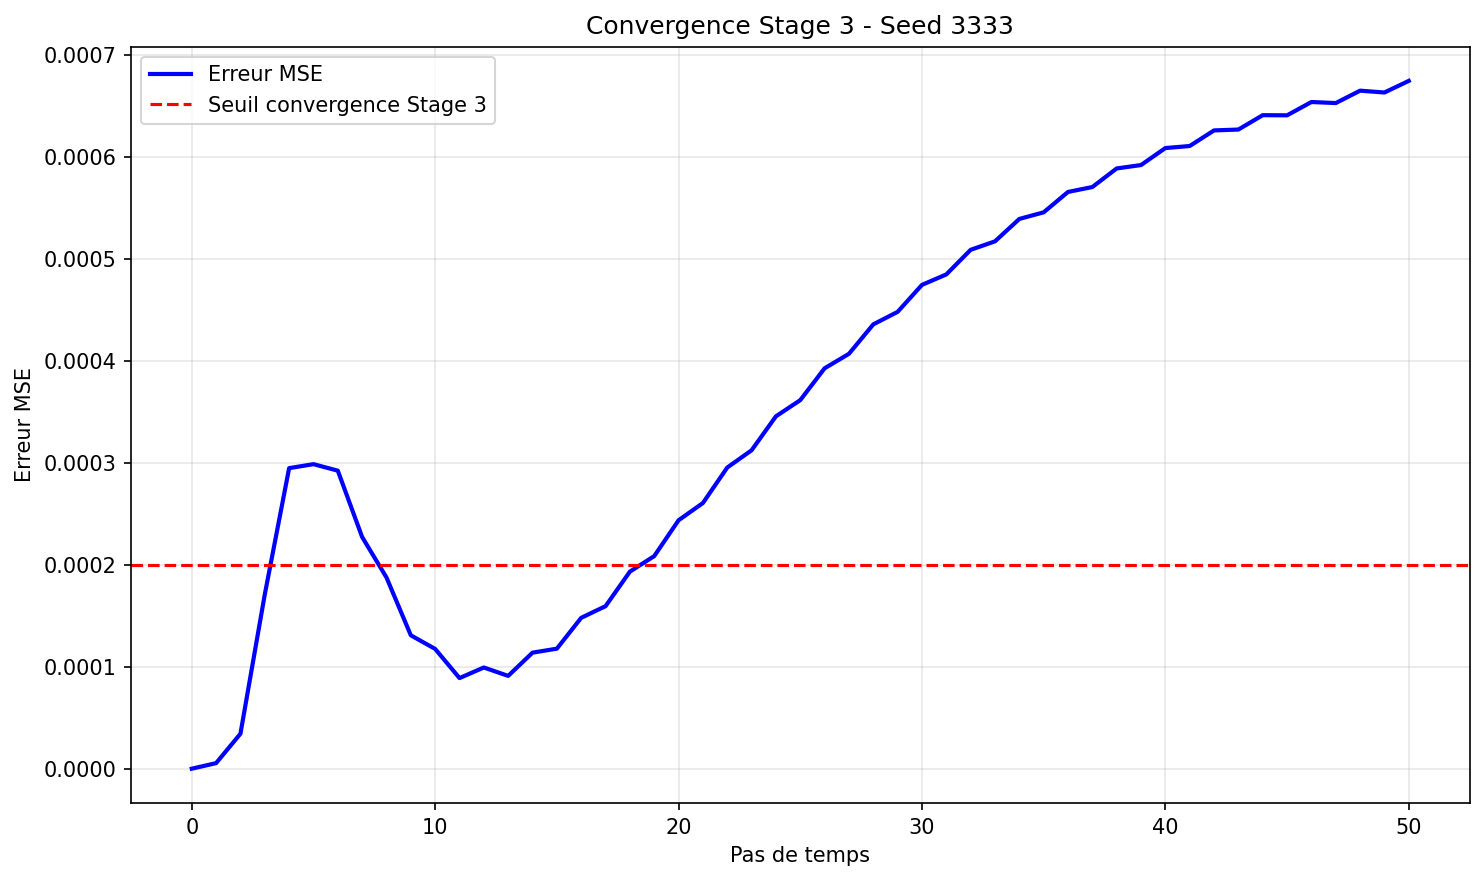 Convergence Stage 3 - Seed 3333
Erreur MSE
Seuil convergence Stage 3
0.0007
0.0006
0.0005
0.0004
0.0003
0.0002
0.0001
0.0000
Erreur MSE
0 10 20 30 40 50
Pas de temps